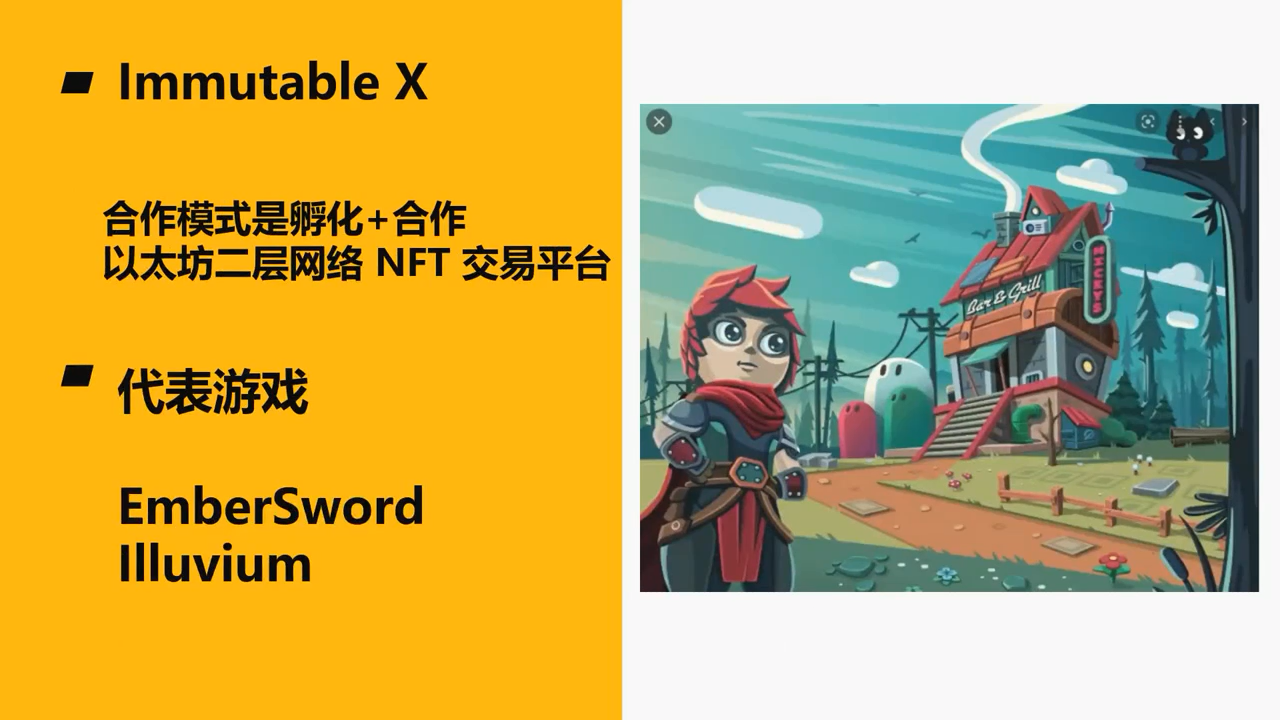 Immutable X
合作模式是孵化+合作
以太坊二层网络 NFT 交易平台
代表游戏
EmberSword
Illuvium
Bar & Grill
MICKYS